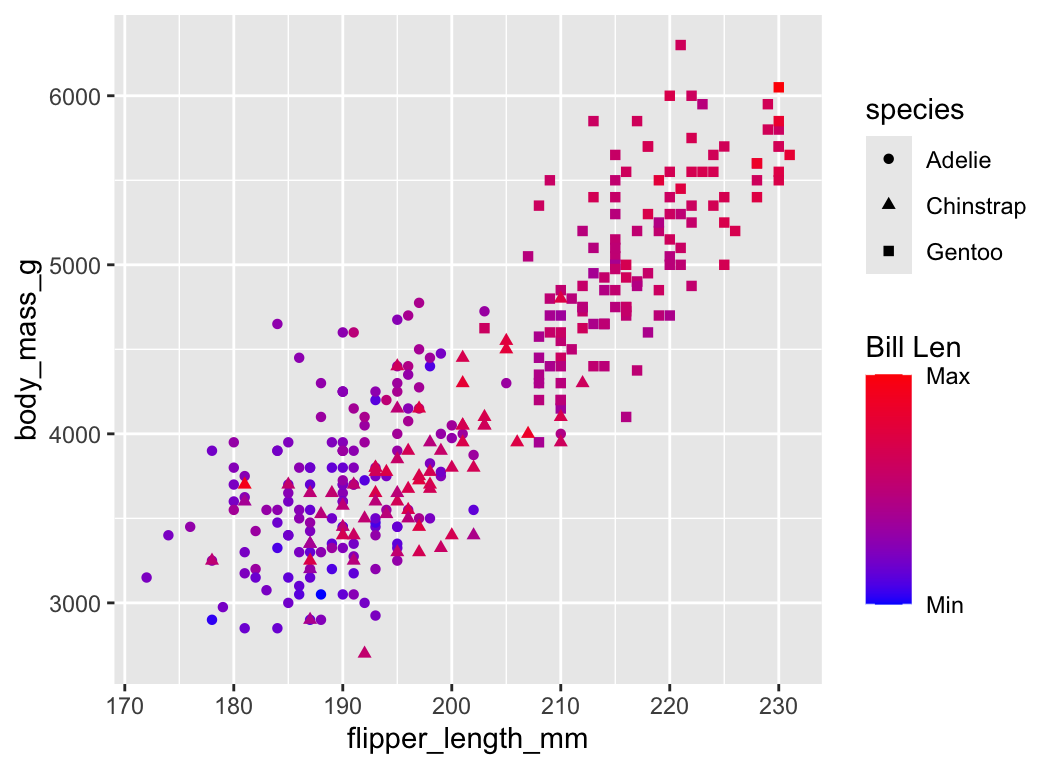 6000
5000
4000
3000
body_mass_g
170 180 190 200 210 220 230
flipper_length_mm
species
Adelie
Chinstrap
Gentoo
Bill Len
Max
Min